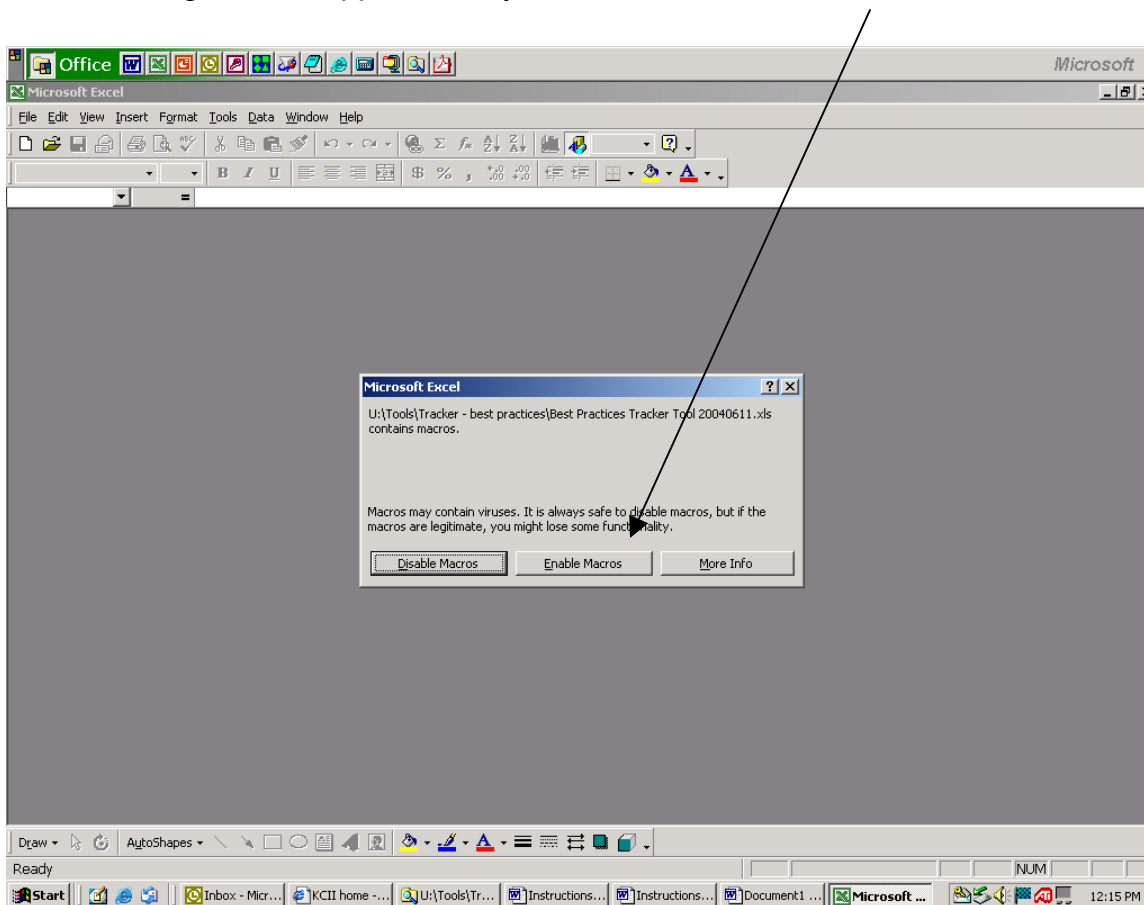 Office Microsoft
Microsoft Excel
File Edit View Insert Format Tools Data Window Help
B I U $ % ,
=
Microsoft Excel
U:\Tools\Tracker - best practices\Best Practices Tracker Tool 20040611.xls
contains macros.
Macros may contain viruses. It is always safe to disable macros, but if the
macros are legitimate, you might lose some functionality.
Disable Macros Enable Macros More Info
Draw AutoShapes
Ready NUM
Start Inbox - Micr... KCII home -... U:\Tools\Tr... Instructions... Instructions... Document1 ... Microsoft ... 12:15 PM